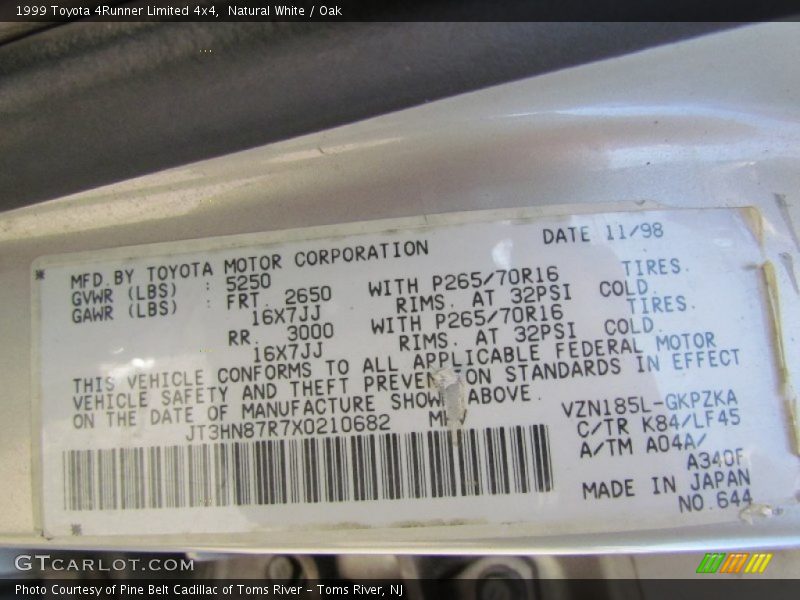 1999 Toyota 4Runner Limited 4x4, Natural White / Oak
MFD.BY TOYOTA MOTOR CORPORATION DATE 11/98
GVWR (LBS) : 5250
GAWR (LBS) : FRT. 2650 WITH P265/70R16 TIRES.
16X7JJ RIMS. AT 32PSI COLD.
RR. 3000 WITH P265/70R16 TIRES.
16X7JJ RIMS. AT 32PSI COLD.
THIS VEHICLE CONFORMS TO ALL APPLICABLE FEDERAL MOTOR
VEHICLE SAFETY AND THEFT PREVE ON STANDARDS IN EFFECT
ON THE DATE OF MANUFACTURE SHOW ABOVE.
JT3HN87R7X0210682 VZN185L-GKPZKA
C/TR K84/LF45
A/TM A04A/
A340F
MADE IN JAPAN
NO.644
GTCARLOT.COM
Photo Courtesy of Pine Belt Cadillac of Toms River – Toms River, NJ